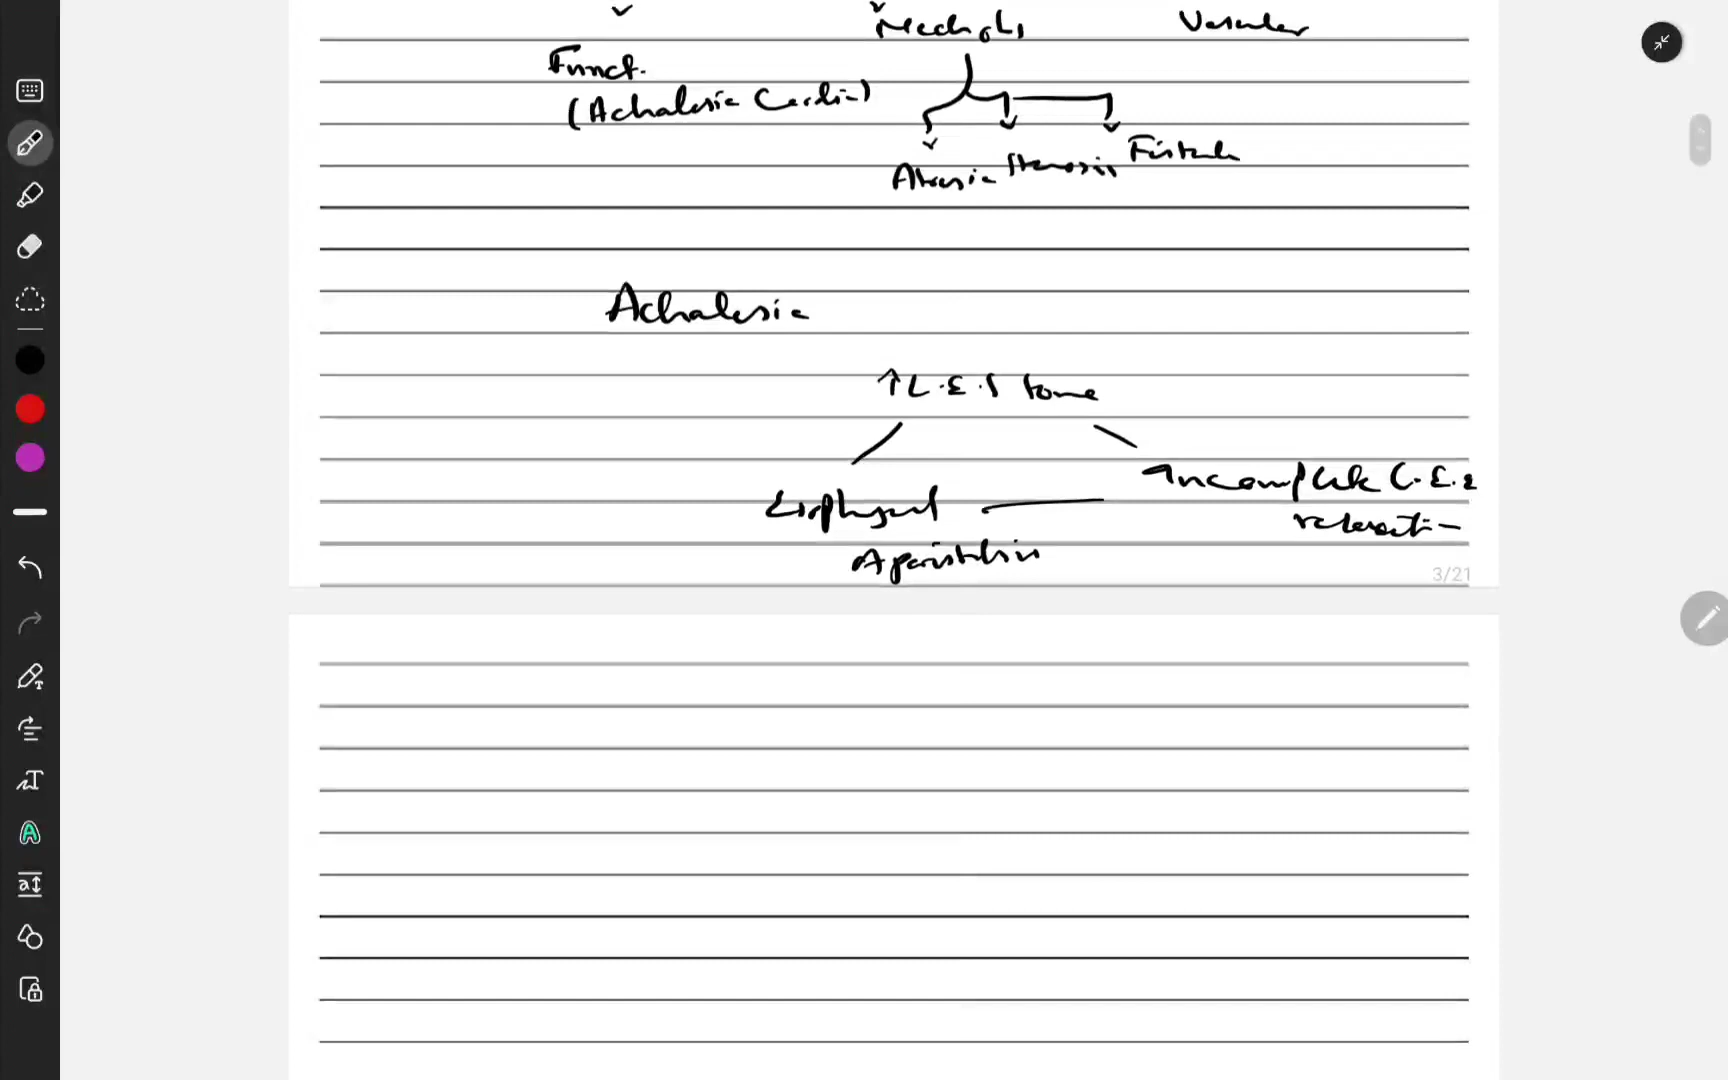 Mechanical Vascular
Funct.
(Achalasia Cardia)
Atresia Stenosis Fistula
Achalasia
↑ L.E.S tone
Esophageal Incomplete L.E.S
relaxation
Aperistalsis
3/21